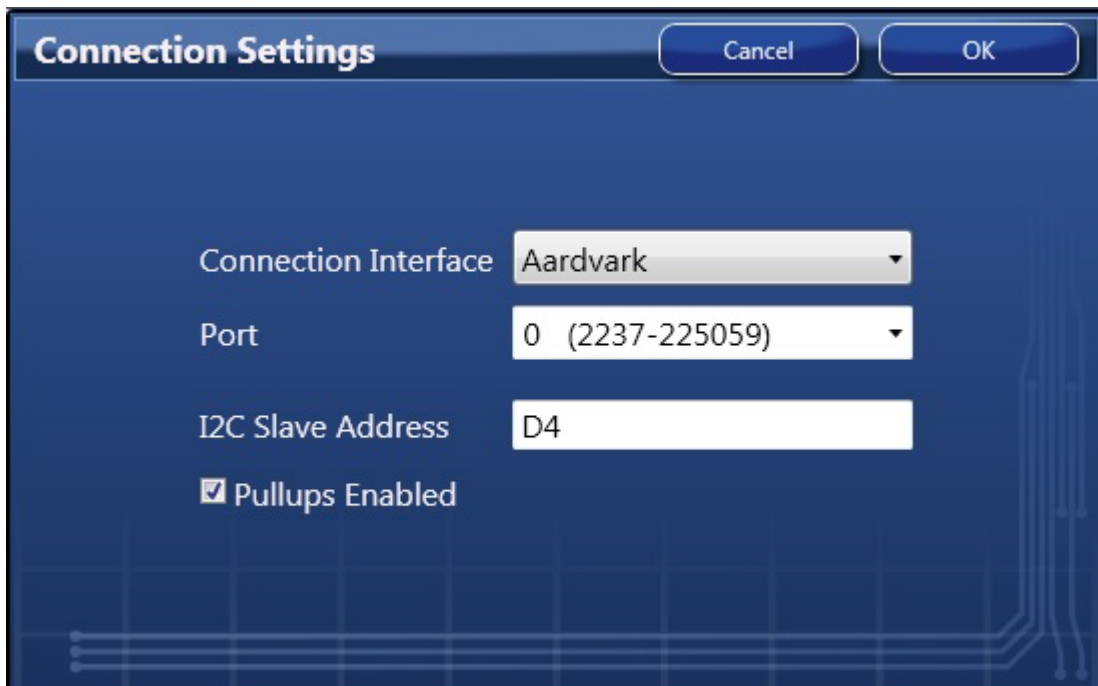 Connection Settings Cancel OK
Connection Interface Aardvark
Port 0 (2237-225059)
I2C Slave Address D4
Pullups Enabled